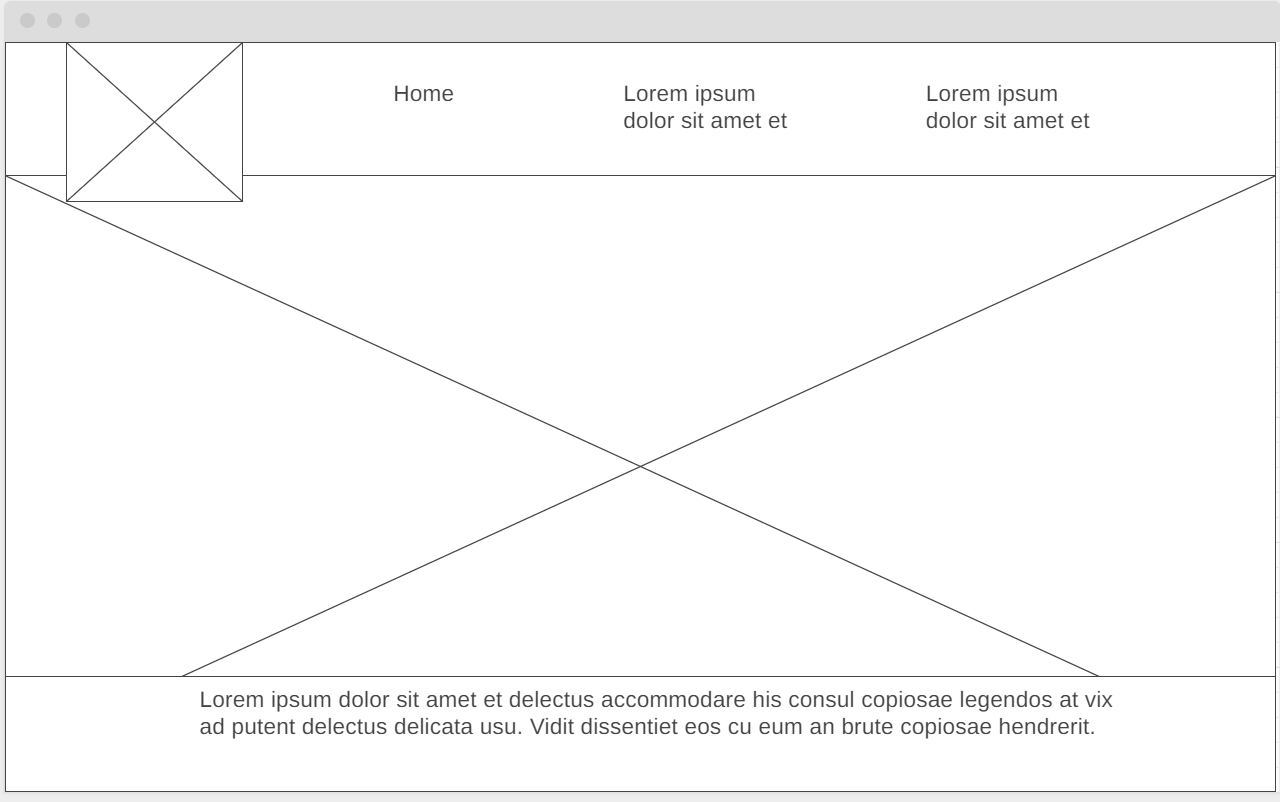 Home
Lorem ipsum
dolor sit amet et
Lorem ipsum
dolor sit amet et
Lorem ipsum dolor sit amet et delectus accommodare his consul copiosae legendos at vix
ad putent delectus delicata usu. Vidit dissentiet eos cu eum an brute copiosae hendrerit.